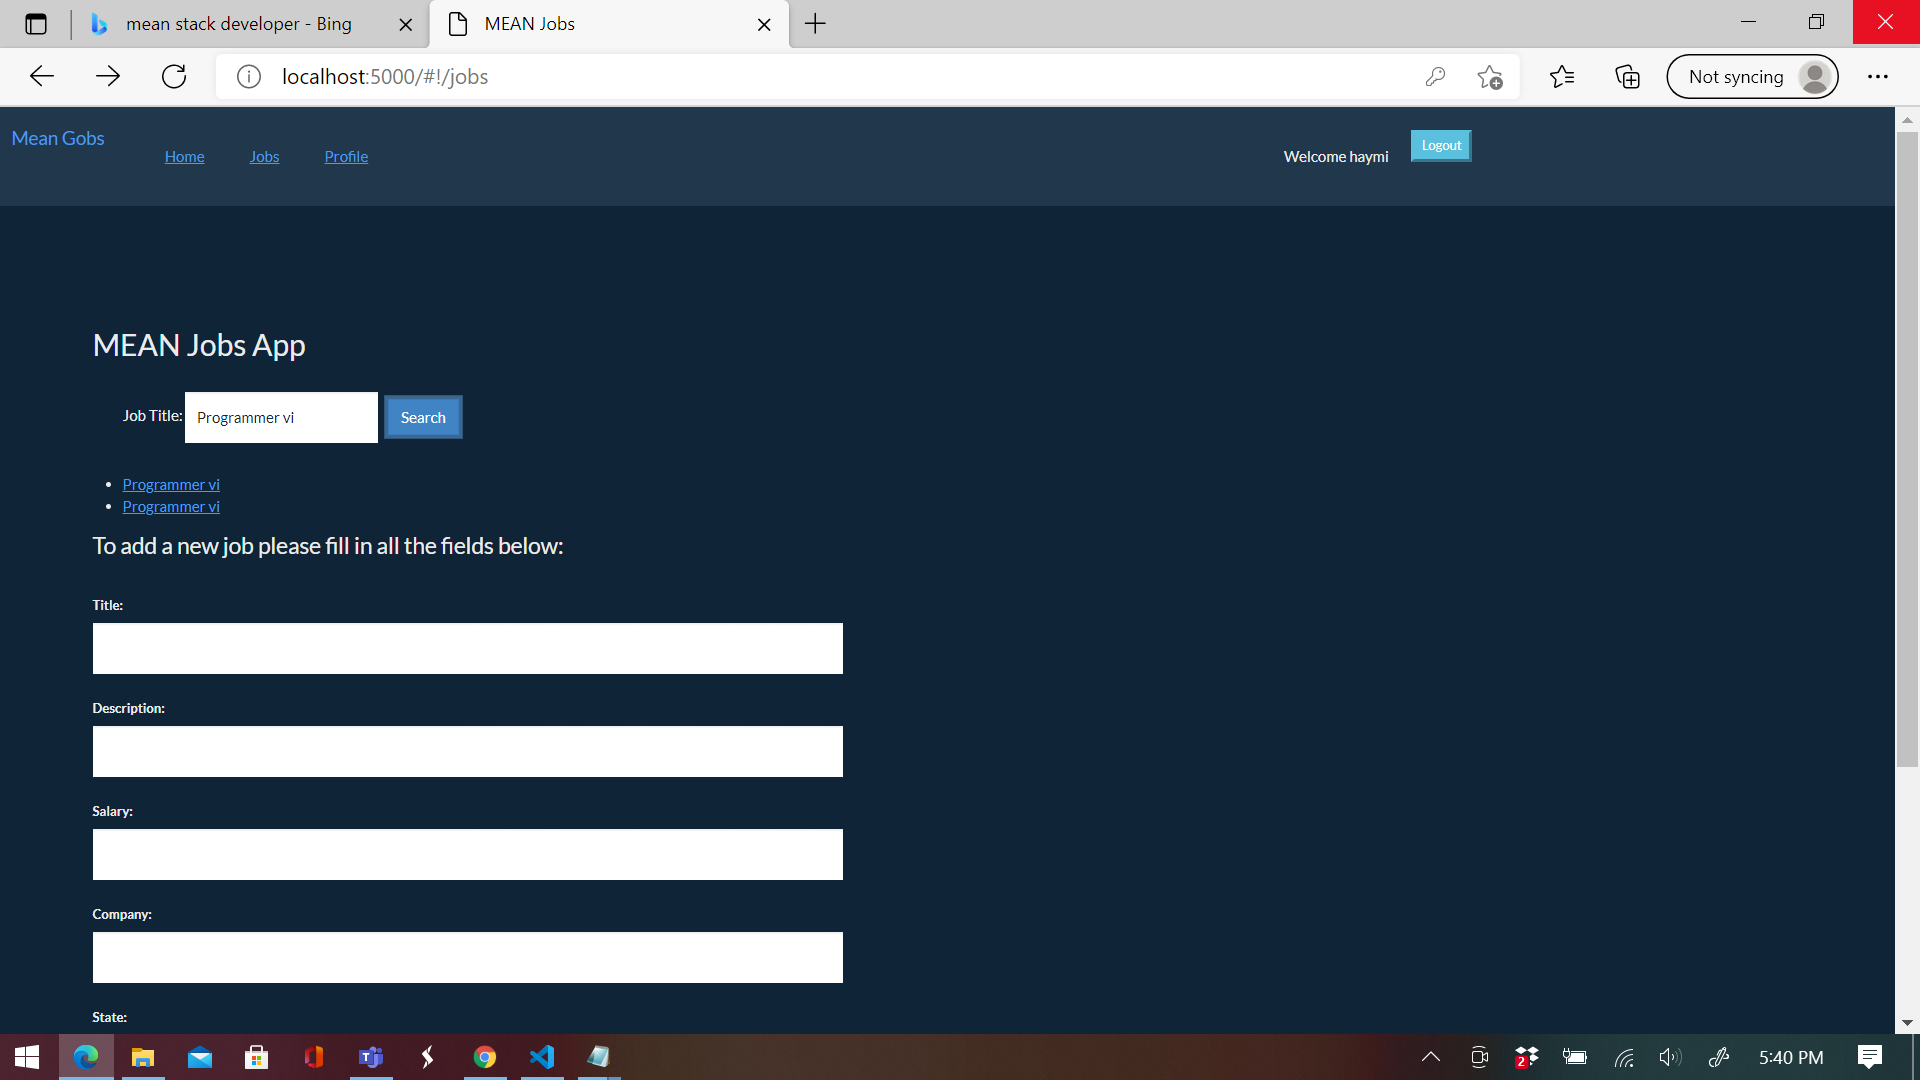 mean stack developer - Bing
MEAN Jobs
localhost:5000/#!/jobs
Not syncing
Mean Gobs
Home
Jobs
Profile
Welcome haymi
Logout
MEAN Jobs App
Job Title:
Programmer vi
Search
Programmer vi
Programmer vi
To add a new job please fill in all the fields below:
Title:
Description:
Salary:
Company:
State:
2
5:40 PM